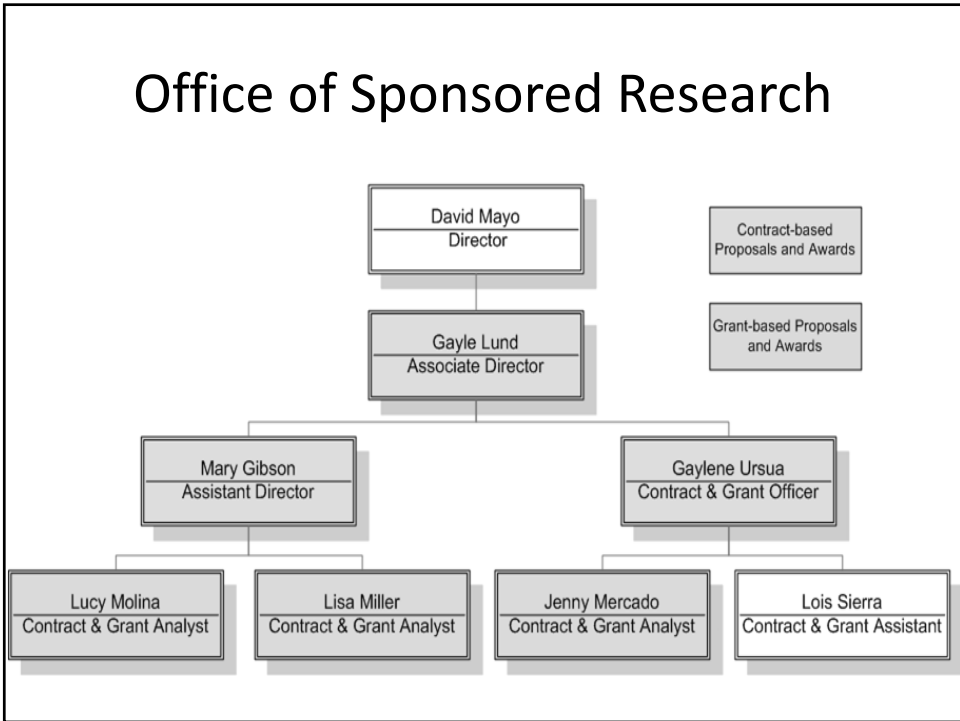 Office of Sponsored Research
David Mayo
Director
Contract-based
Proposals and Awards
Grant-based Proposals
and Awards
Gayle Lund
Associate Director
Mary Gibson
Assistant Director
Gaylene Ursua
Contract & Grant Officer
Lucy Molina
Contract & Grant Analyst
Lisa Miller
Contract & Grant Analyst
Jenny Mercado
Contract & Grant Analyst
Lois Sierra
Contract & Grant Assistant